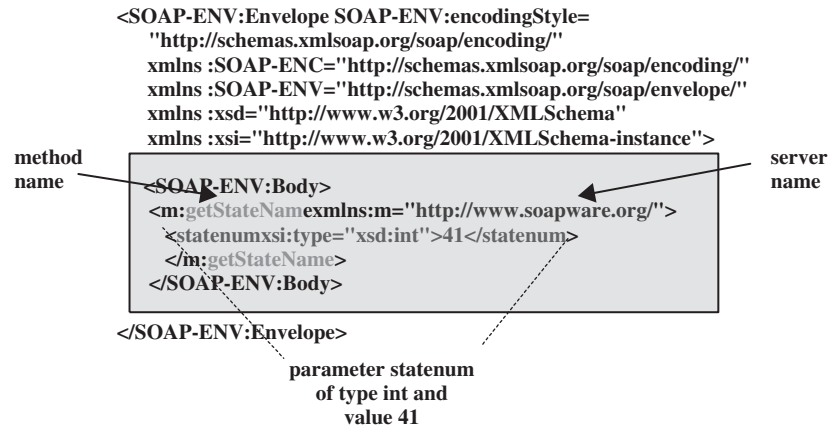 <SOAP-ENV:Envelope SOAP-ENV:encodingStyle=
"http://schemas.xmlsoap.org/soap/encoding/"
xmlns :SOAP-ENC="http://schemas.xmlsoap.org/soap/encoding/"
xmlns :SOAP-ENV="http://schemas.xmlsoap.org/soap/envelope/"
xmlns :xsd="http://www.w3.org/2001/XMLSchema"
xmlns :xsi="http://www.w3.org/2001/XMLSchema-instance">
method
name
server
name
<SOAP-ENV:Body>
<m:getStateNamexmlns:m="http://www.soapware.org/">
<statenumxsi:type="xsd:int">41</statenum>
</m:getStateName>
</SOAP-ENV:Body>
</SOAP-ENV:Envelope>
parameter statenum
of type int and
value 41